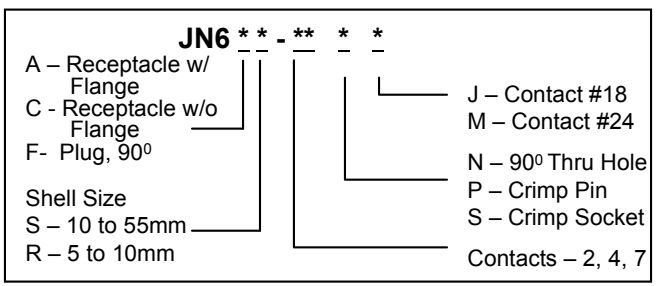 JN6 * * - ** * *
A – Receptacle w/
Flange
C - Receptacle w/o
Flange
F- Plug, 90⁰
Shell Size
S – 10 to 55mm
R – 5 to 10mm
J – Contact #18
M – Contact #24
N – 90⁰ Thru Hole
P – Crimp Pin
S – Crimp Socket
Contacts – 2, 4, 7